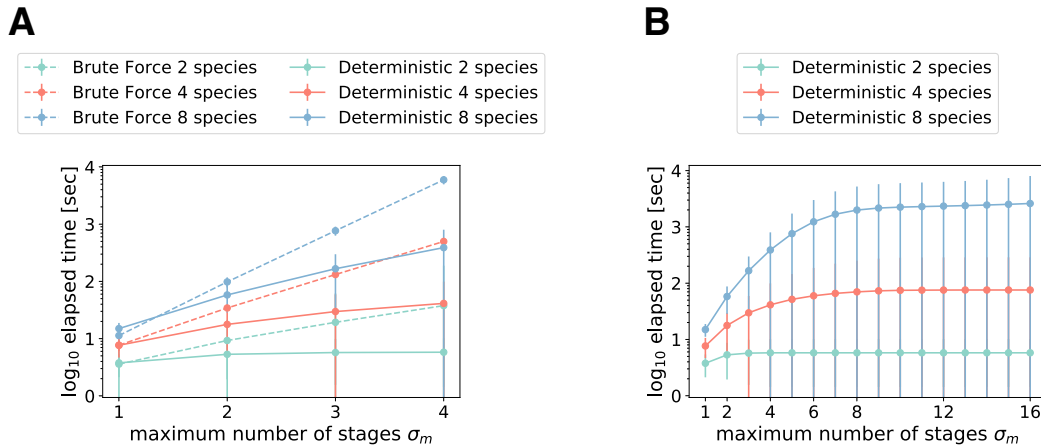 A
Brute Force 2 species
Brute Force 4 species
Brute Force 8 species
Deterministic 2 species
Deterministic 4 species
Deterministic 8 species
log₁₀ elapsed time [sec]
4
3
2
1
0
1 2 3 4
maximum number of stages σₘ
B
Deterministic 2 species
Deterministic 4 species
Deterministic 8 species
log₁₀ elapsed time [sec]
4
3
2
1
0
1 2 4 6 8 12 16
maximum number of stages σₘ